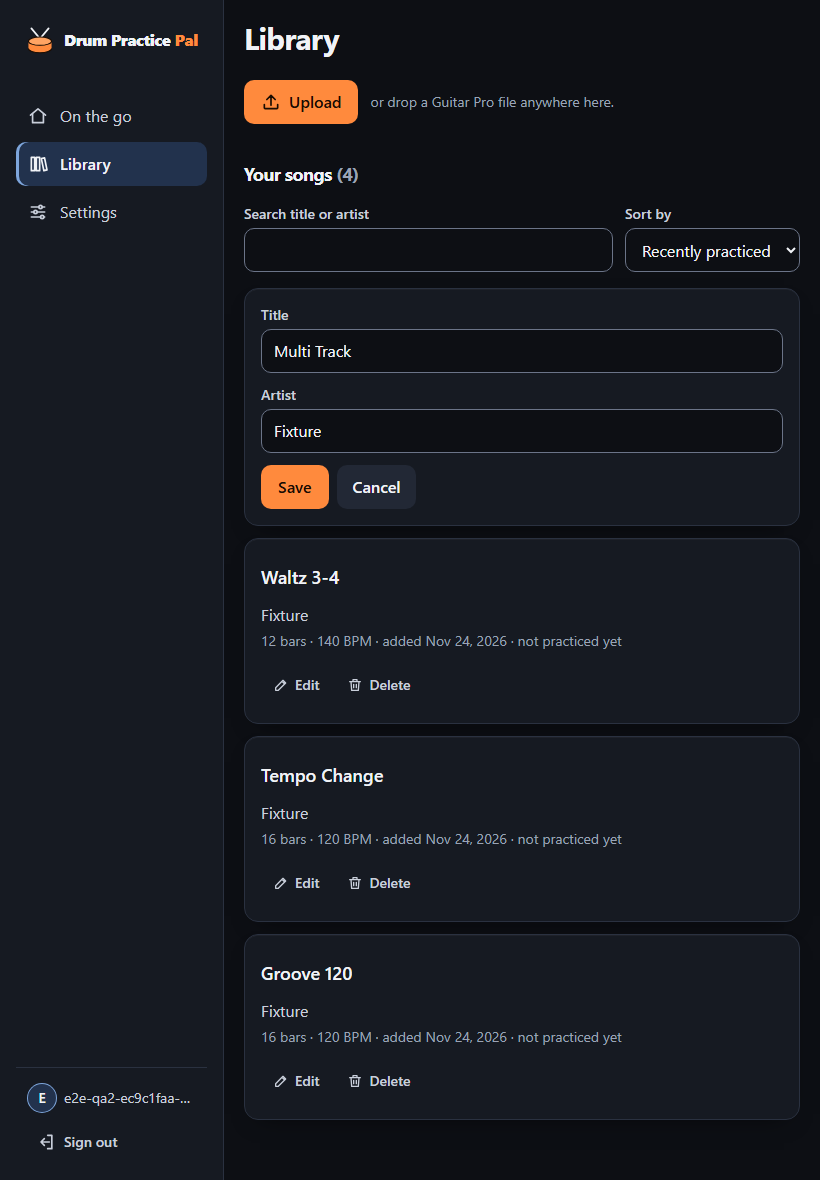 Drum Practice Pal
On the go
Library
Settings
e2e-qa2-ec9c1faa-...
Sign out
Library
Upload
or drop a Guitar Pro file anywhere here.
Your songs (4)
Search title or artist
Sort by
Recently practiced
Title
Multi Track
Artist
Fixture
Save
Cancel
Waltz 3-4
Fixture
12 bars · 140 BPM · added Nov 24, 2026 · not practiced yet
Edit
Delete
Tempo Change
Fixture
16 bars · 120 BPM · added Nov 24, 2026 · not practiced yet
Edit
Delete
Groove 120
Fixture
16 bars · 120 BPM · added Nov 24, 2026 · not practiced yet
Edit
Delete
E